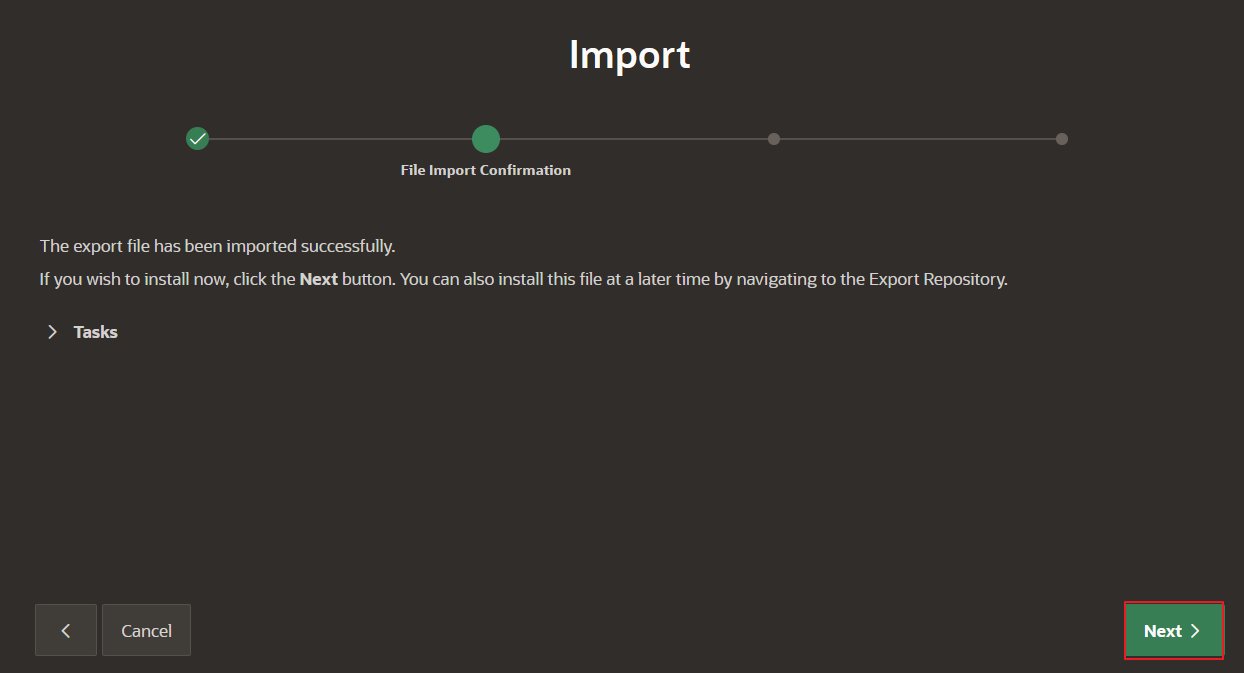 Import
File Import Confirmation
The export file has been imported successfully.
If you wish to install now, click the Next button. You can also install this file at a later time by navigating to the Export Repository.
Tasks
Cancel
Next